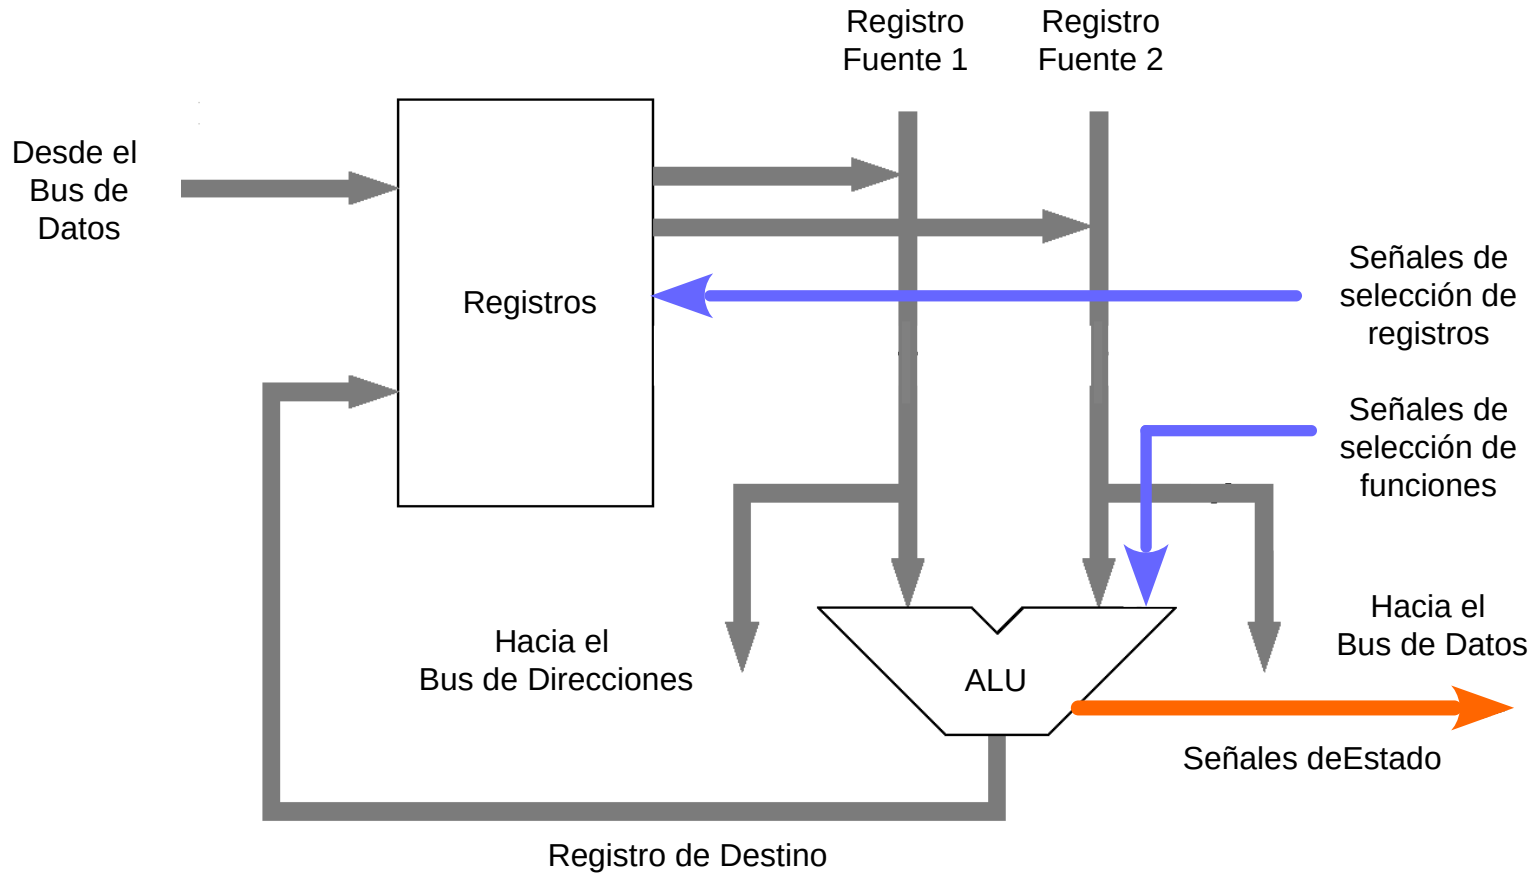 Registro
Fuente 1
Registro
Fuente 2
Desde el
Bus de
Datos
Registros
Señales de
selección de
registros
Señales de
selección de
funciones
Hacia el
Bus de Direcciones
ALU
Hacia el
Bus de Datos
Señales deEstado
Registro de Destino